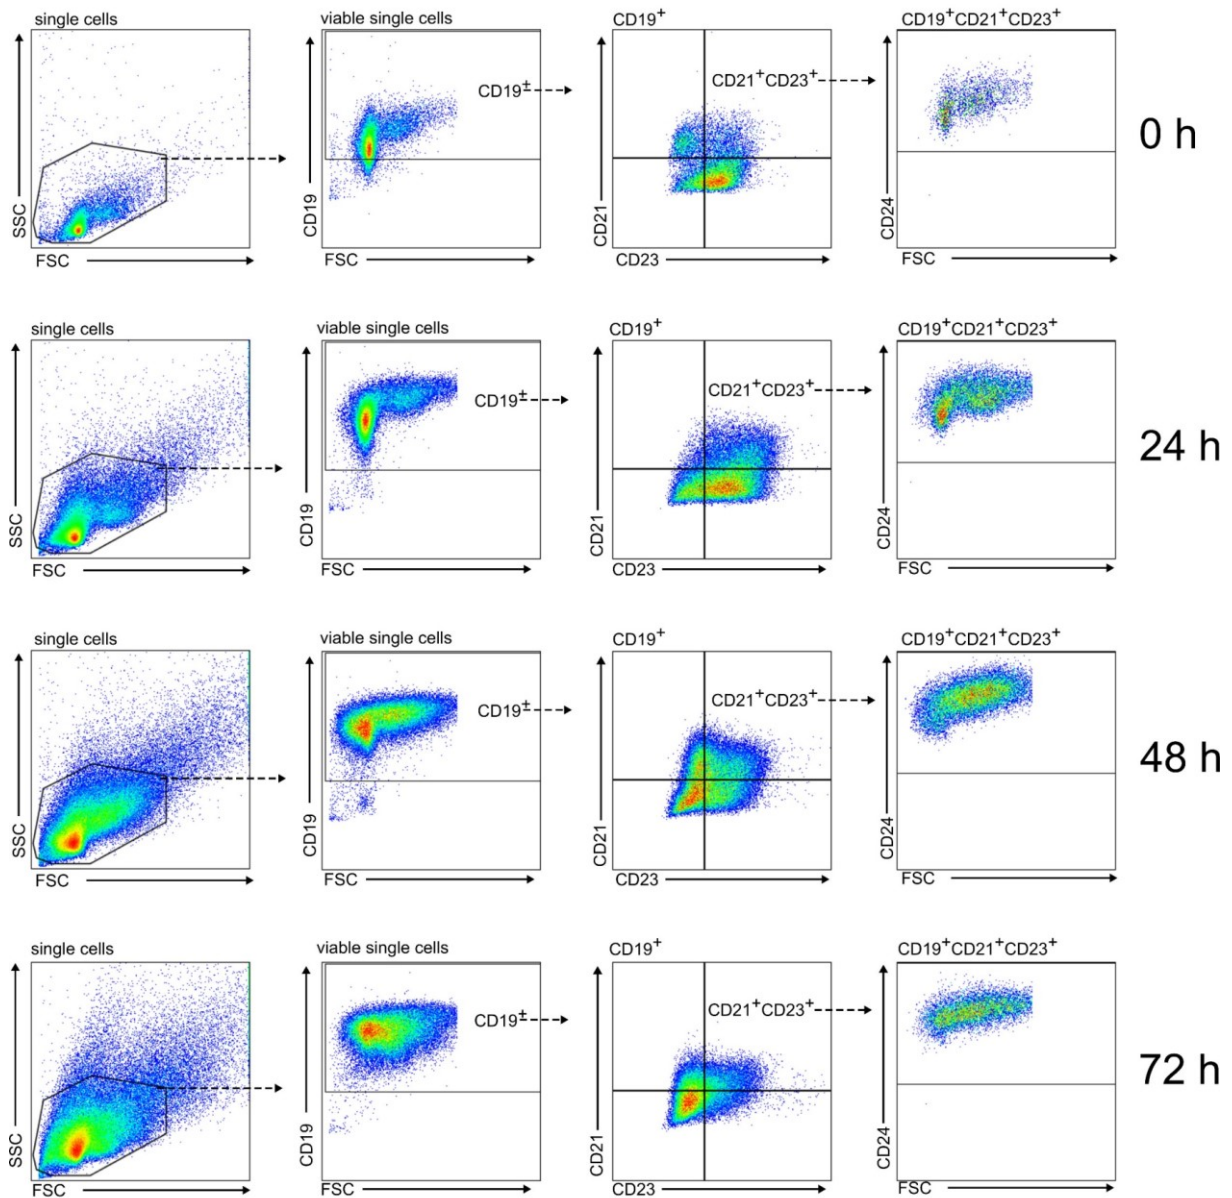 single cells
viable single cells
CD19+
CD19+CD21+CD23+
SSC
FSC
CD19
FSC
CD19±
CD21
CD23
CD21+CD23+
CD24
FSC
0 h
single cells
viable single cells
CD19+
CD19+CD21+CD23+
SSC
FSC
CD19
FSC
CD19±
CD21
CD23
CD21+CD23+
CD24
FSC
24 h
single cells
viable single cells
CD19+
CD19+CD21+CD23+
SSC
FSC
CD19
FSC
CD19±
CD21
CD23
CD21+CD23+
CD24
FSC
48 h
single cells
viable single cells
CD19+
CD19+CD21+CD23+
SSC
FSC
CD19
FSC
CD19±
CD21
CD23
CD21+CD23+
CD24
FSC
72 h